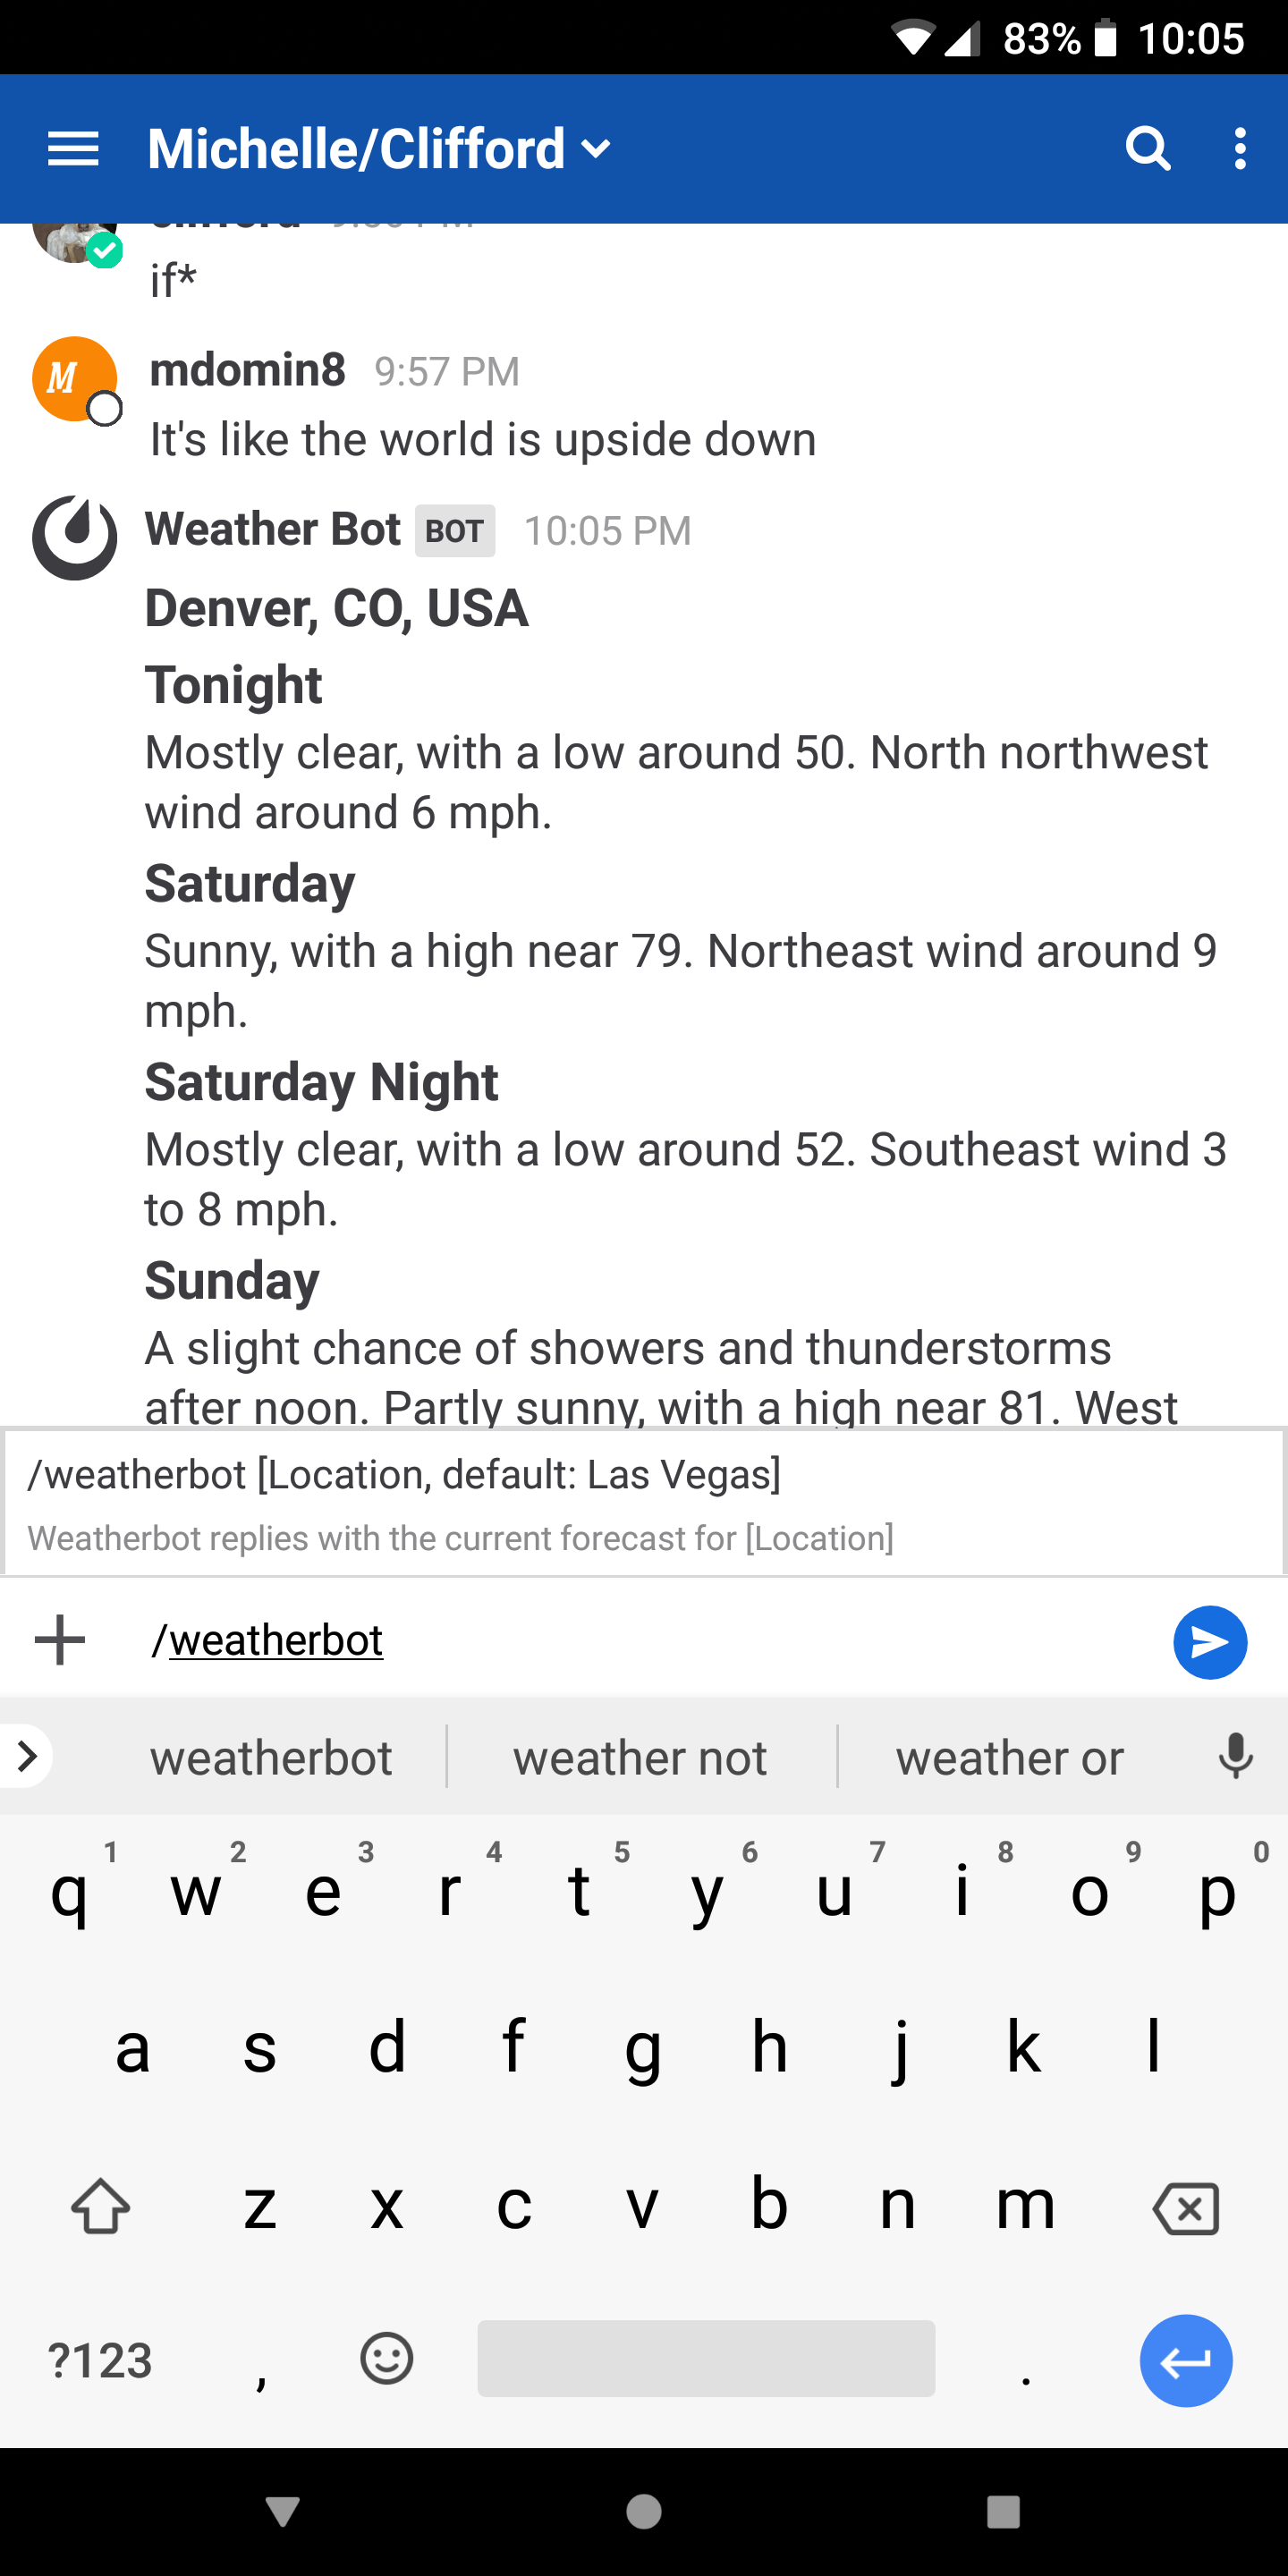 83% 10:05
Michelle/Clifford
if*
M
mdomin8 9:57 PM
It's like the world is upside down
Weather Bot BOT 10:05 PM
Denver, CO, USA
Tonight
Mostly clear, with a low around 50. North northwest
wind around 6 mph.
Saturday
Sunny, with a high near 79. Northeast wind around 9
mph.
Saturday Night
Mostly clear, with a low around 52. Southeast wind 3
to 8 mph.
Sunday
A slight chance of showers and thunderstorms
after noon. Partly sunny, with a high near 81. West
/weatherbot [Location, default: Las Vegas]
Weatherbot replies with the current forecast for [Location]
/weatherbot
weatherbot weather not weather or
1 2 3 4 5 6 7 8 9 0
q w e r t y u i o p
a s d f g h j k l
z x c v b n m
?123 , .